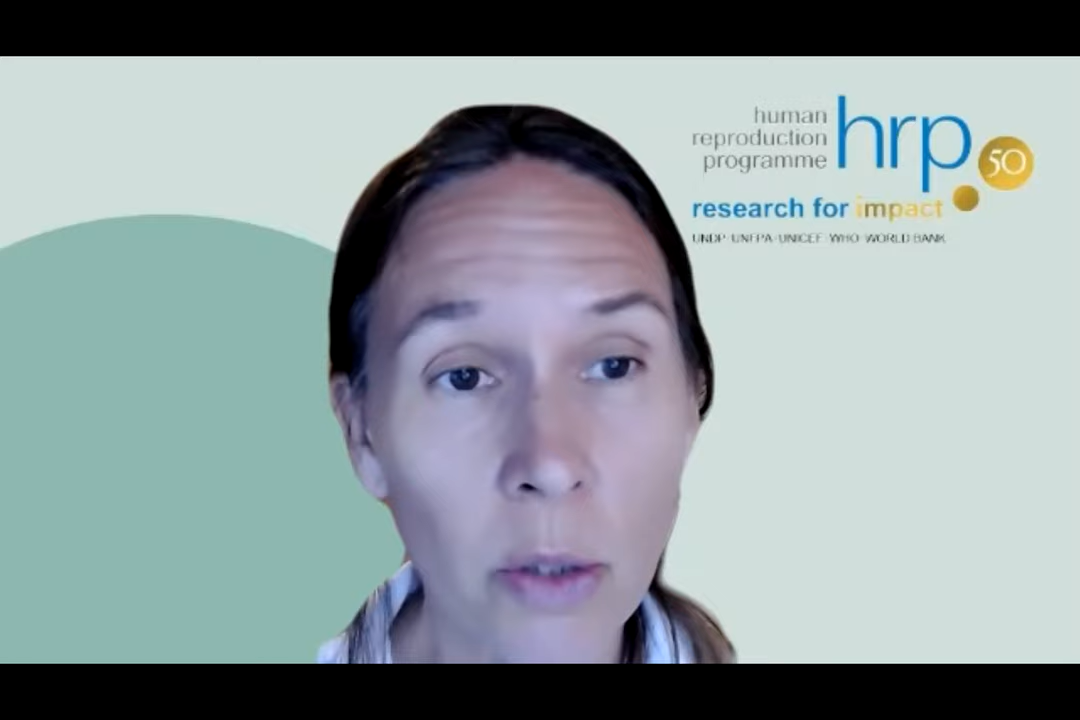 human
reproduction
programme
hrp
50
research for impact
UNDP·UNFPA·UNICEF·WHO·WORLD BANK